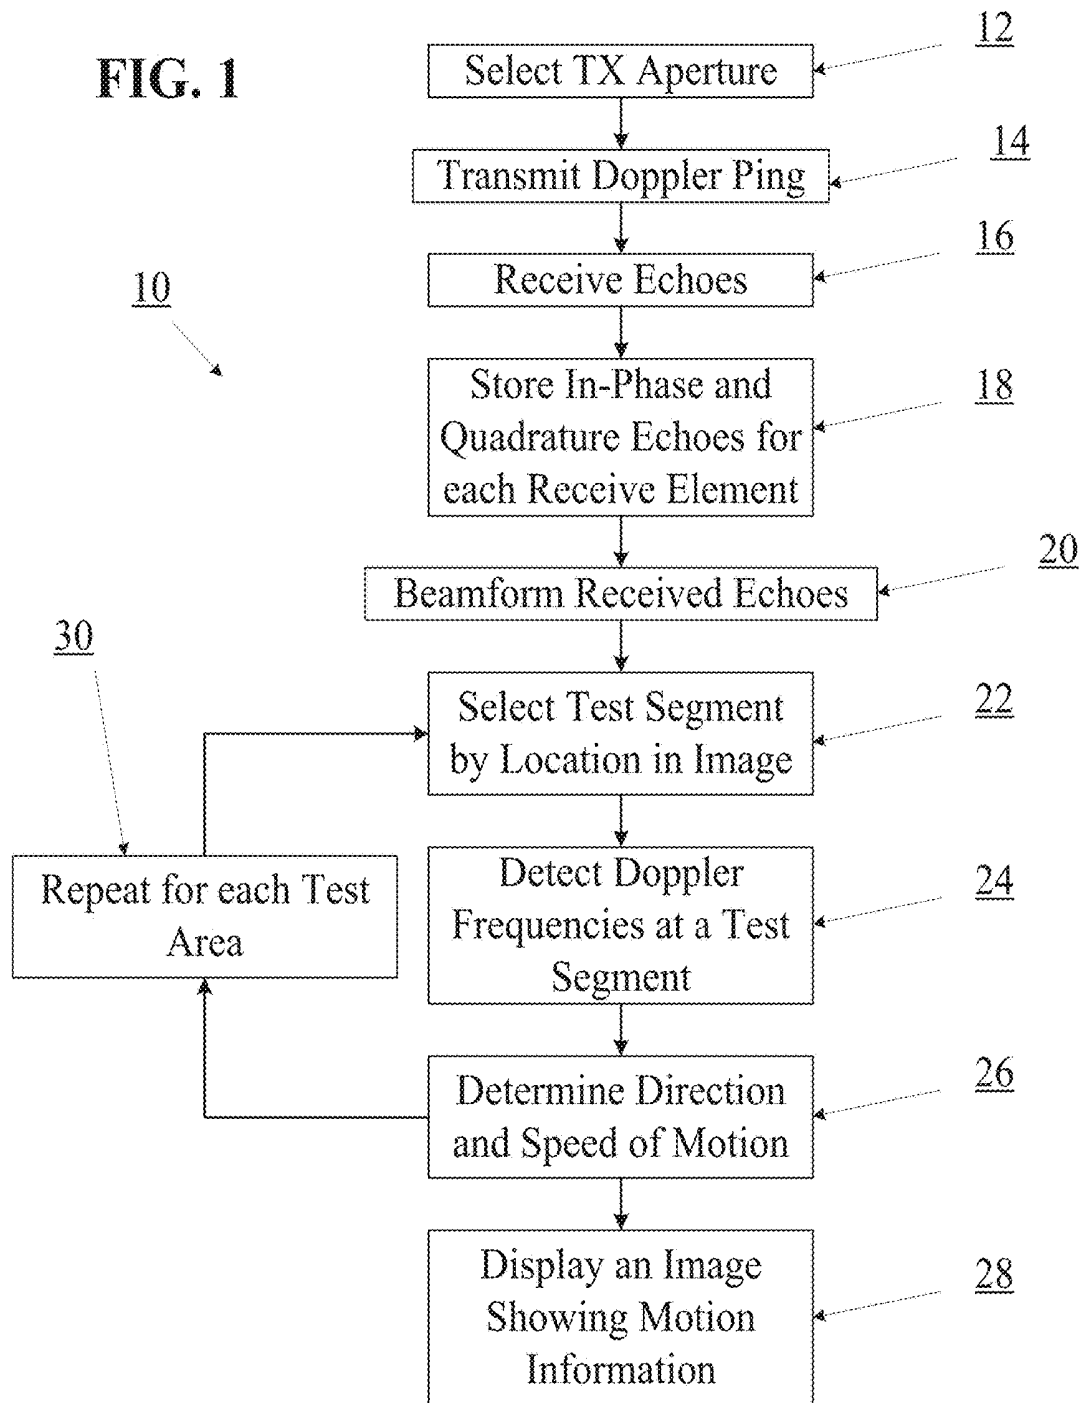 FIG. 1
12
Select TX Aperture
14
Transmit Doppler Ping
16
Receive Echoes
10
18
Store In-Phase and
Quadrature Echoes for
each Receive Element
20
Beamform Received Echoes
30
22
Select Test Segment
by Location in Image
Repeat for each Test
Area
24
Detect Doppler
Frequencies at a Test
Segment
26
Determine Direction
and Speed of Motion
28
Display an Image
Showing Motion
Information